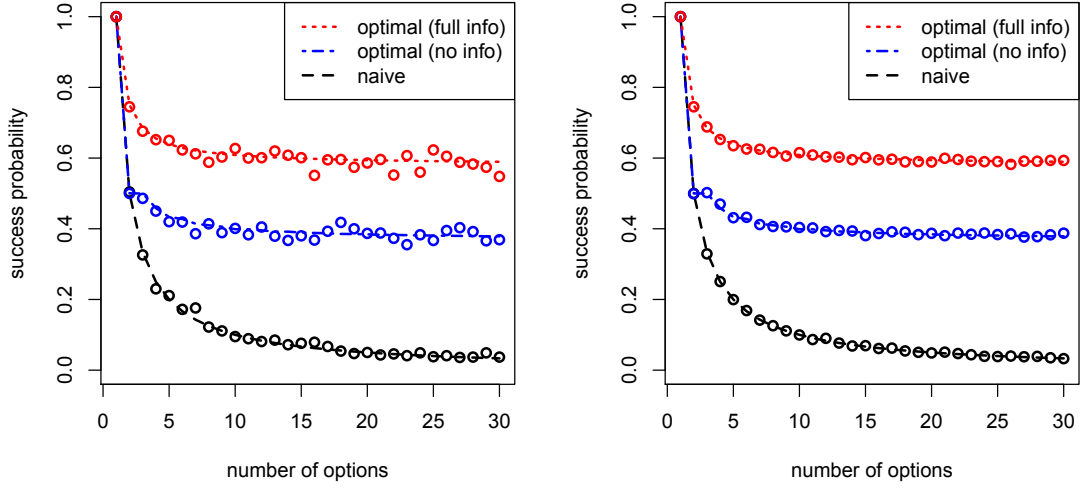 optimal (full info)
optimal (no info)
naive
success probability
1.0
0.8
0.6
0.4
0.2
0.0
0 5 10 15 20 25 30
number of options
optimal (full info)
optimal (no info)
naive
success probability
1.0
0.8
0.6
0.4
0.2
0.0
0 5 10 15 20 25 30
number of options